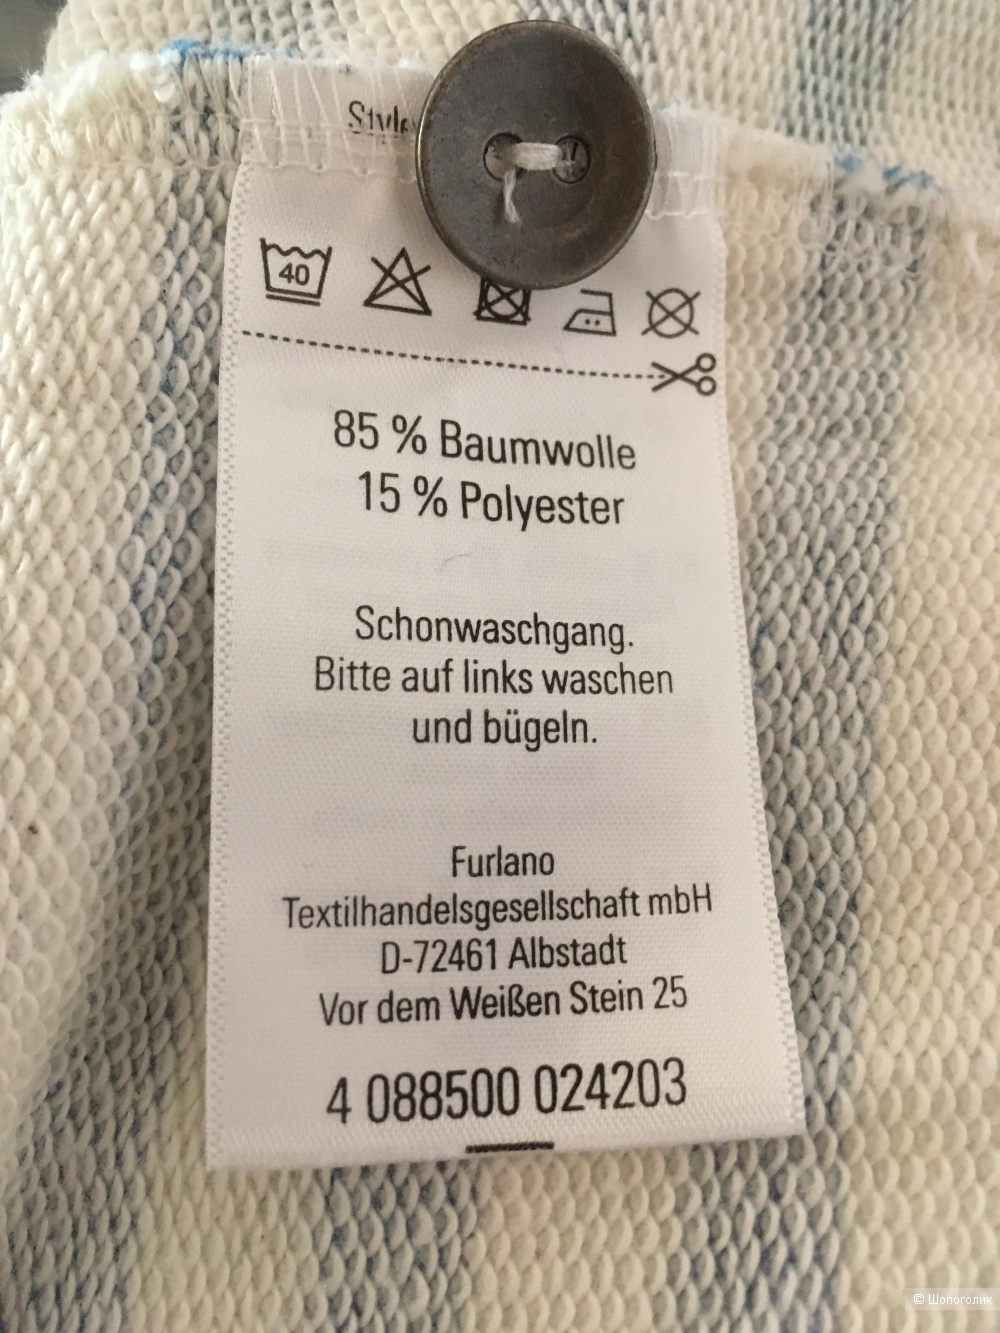 40
85 % Baumwolle
15 % Polyester
Schonwaschgang.
Bitte auf links waschen
und bügeln.
Furlano
Textilhandelsgesellschaft mbH
D-72461 Albstadt
Vor dem Weißen Stein 25
4 088500 024203
© Шопоголик